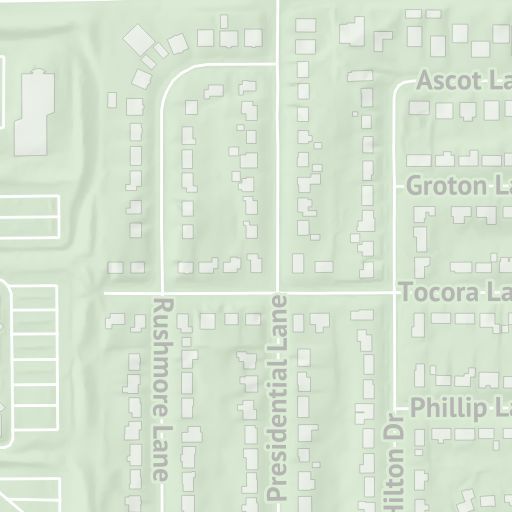 Ascot La
Groton La
Tocora La
Rushmore Lane
Presidential Lane
Phillip La
Hilton Dr